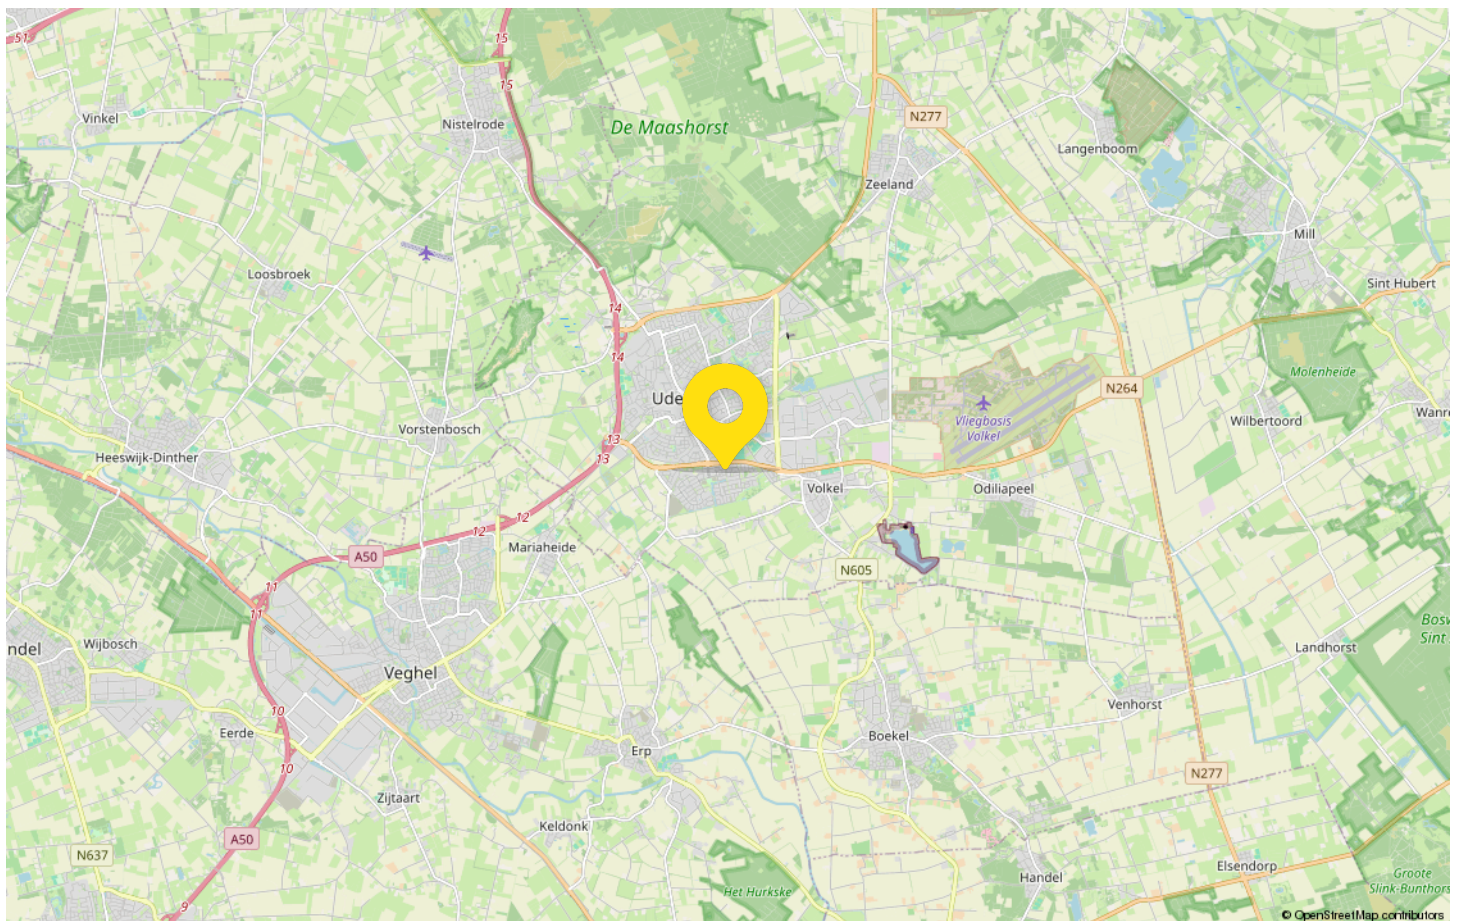 51
15
15
Vinkel
Nistelrode
De Maashorst
N277
Langenboom
Zeeland
Mill
Loosbroek
Sint Hubert
14
14
Molenheide
N264
Ude
Vliegbasis
Volkel
Wilbertoord
Wanro
Vorstenbosch
13
13
Heeswijk-Dinther
Volkel
Odiliapeel
12
12
Mariaheide
A50
N605
11
11
Bosw
Sint
ndel
Wijbosch
Landhorst
Veghel
Venhorst
10
Eerde
Boekel
Erp
10
N277
Zijtaart
Keldonk
A50
N637
Elsendorp
Handel
Groote
Slink-Bunthors
Het Hurkske
9
© OpenStreetMap contributors